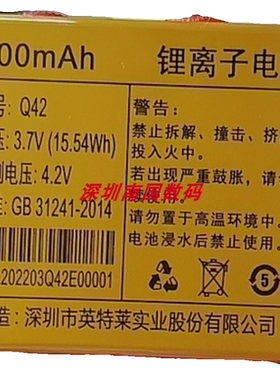 00mAh 锂离子电
号: Q42
压: 3.7V (15.54Wh)
制电压: 4.2V
准: GB 31241-2014
202203Q42E00001
警告:
禁止拆解、撞击、挤
投入火中。
若出现严重鼓胀, 请
请勿置于高温环境中
电池浸水后禁止使用
深圳南国数码
造: 深圳市英特莱实业股份有限公司